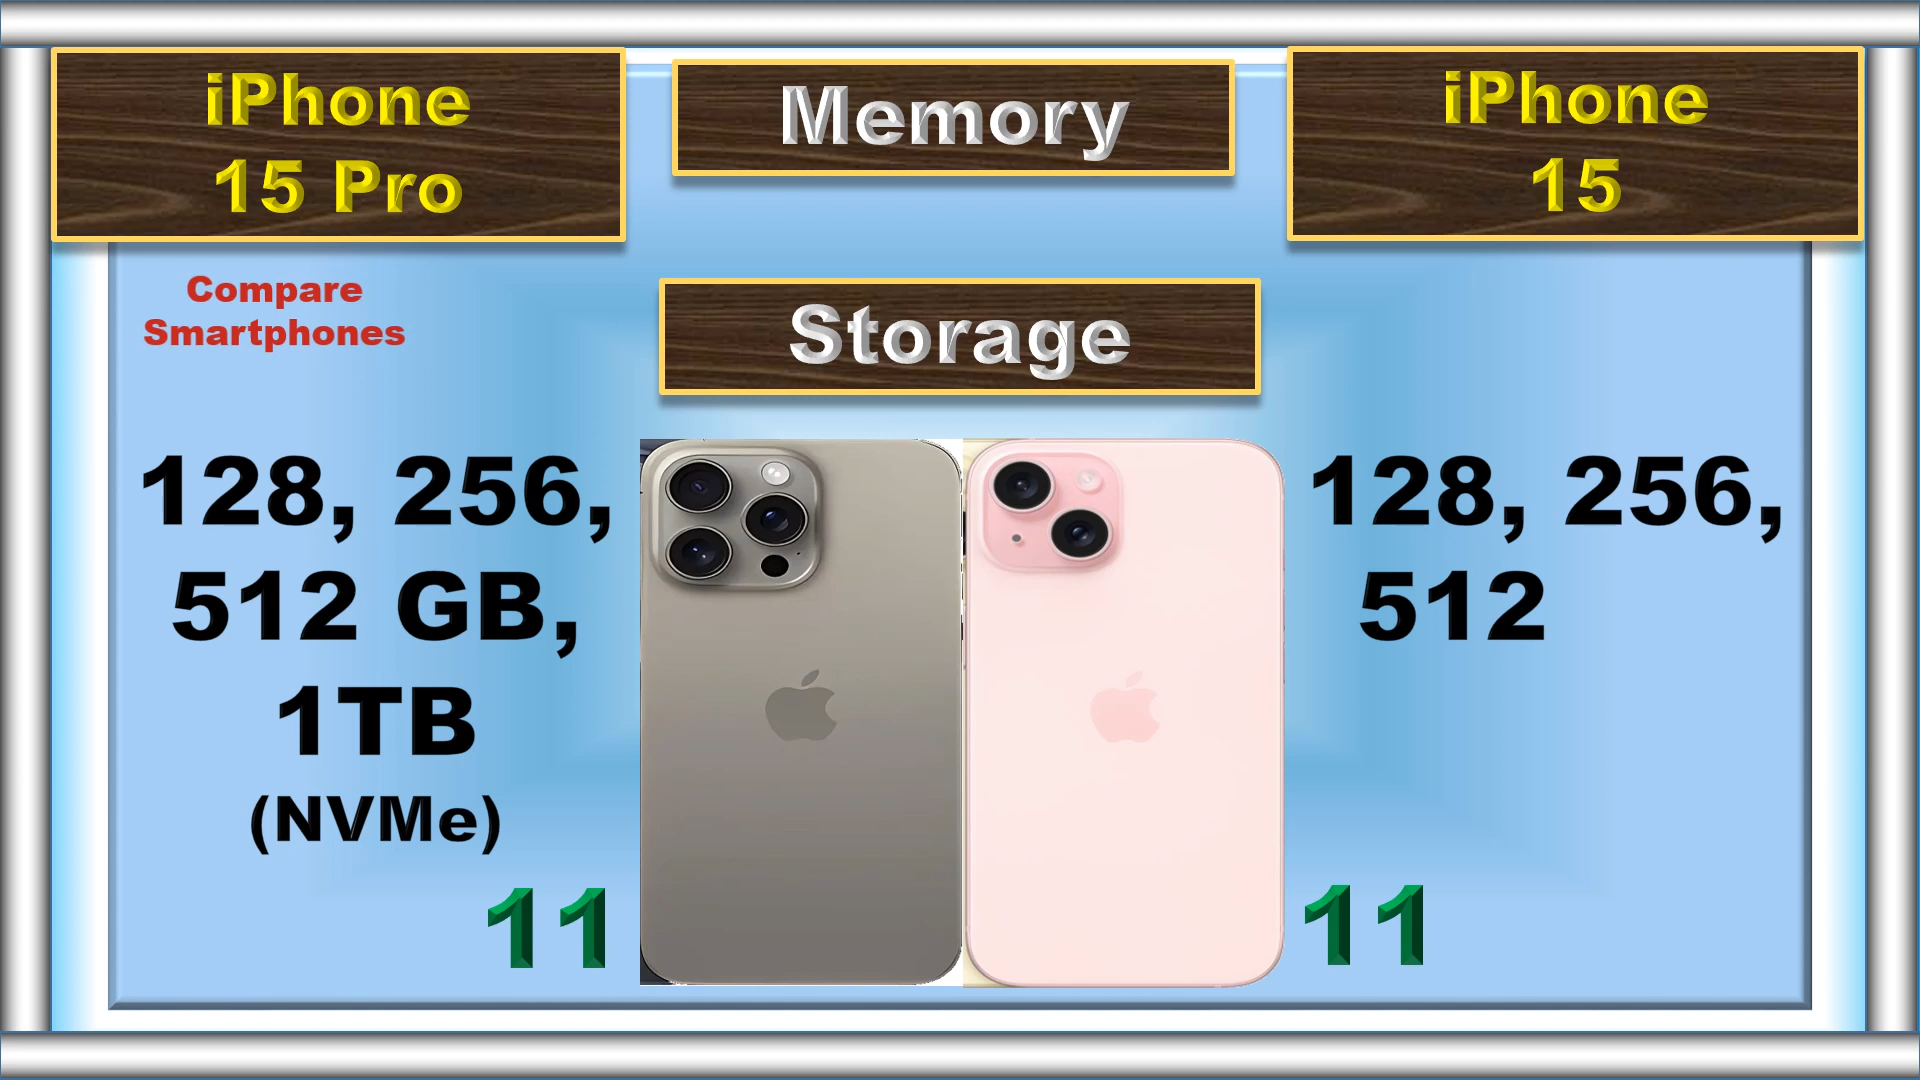 iPhone
15 Pro
Memory
iPhone
15
Compare
Smartphones
Storage
128, 256,
512 GB,
1TB
(NVMe)
11
128, 256,
512
11